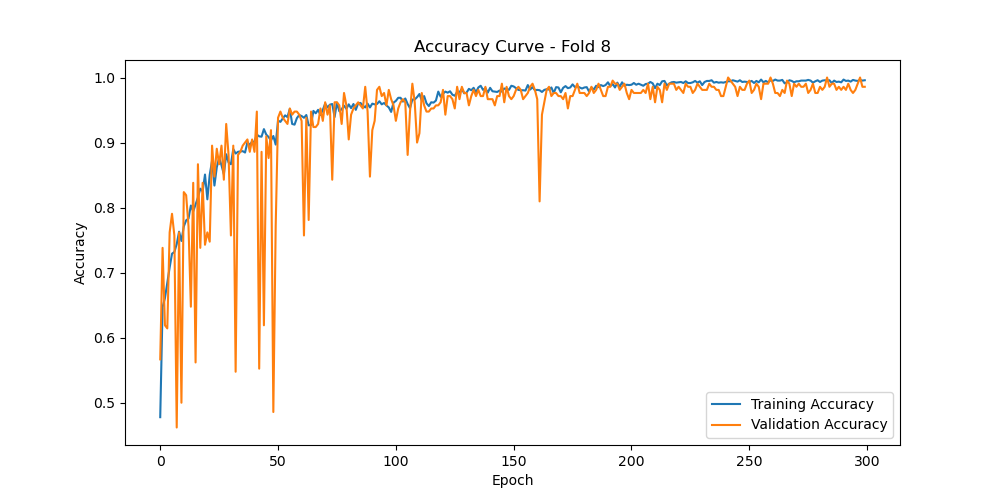 Accuracy Curve - Fold 8
1.0
0.9
0.8
0.7
0.6
0.5
Accuracy
0
50
100
150
200
250
300
Epoch
Training Accuracy
Validation Accuracy